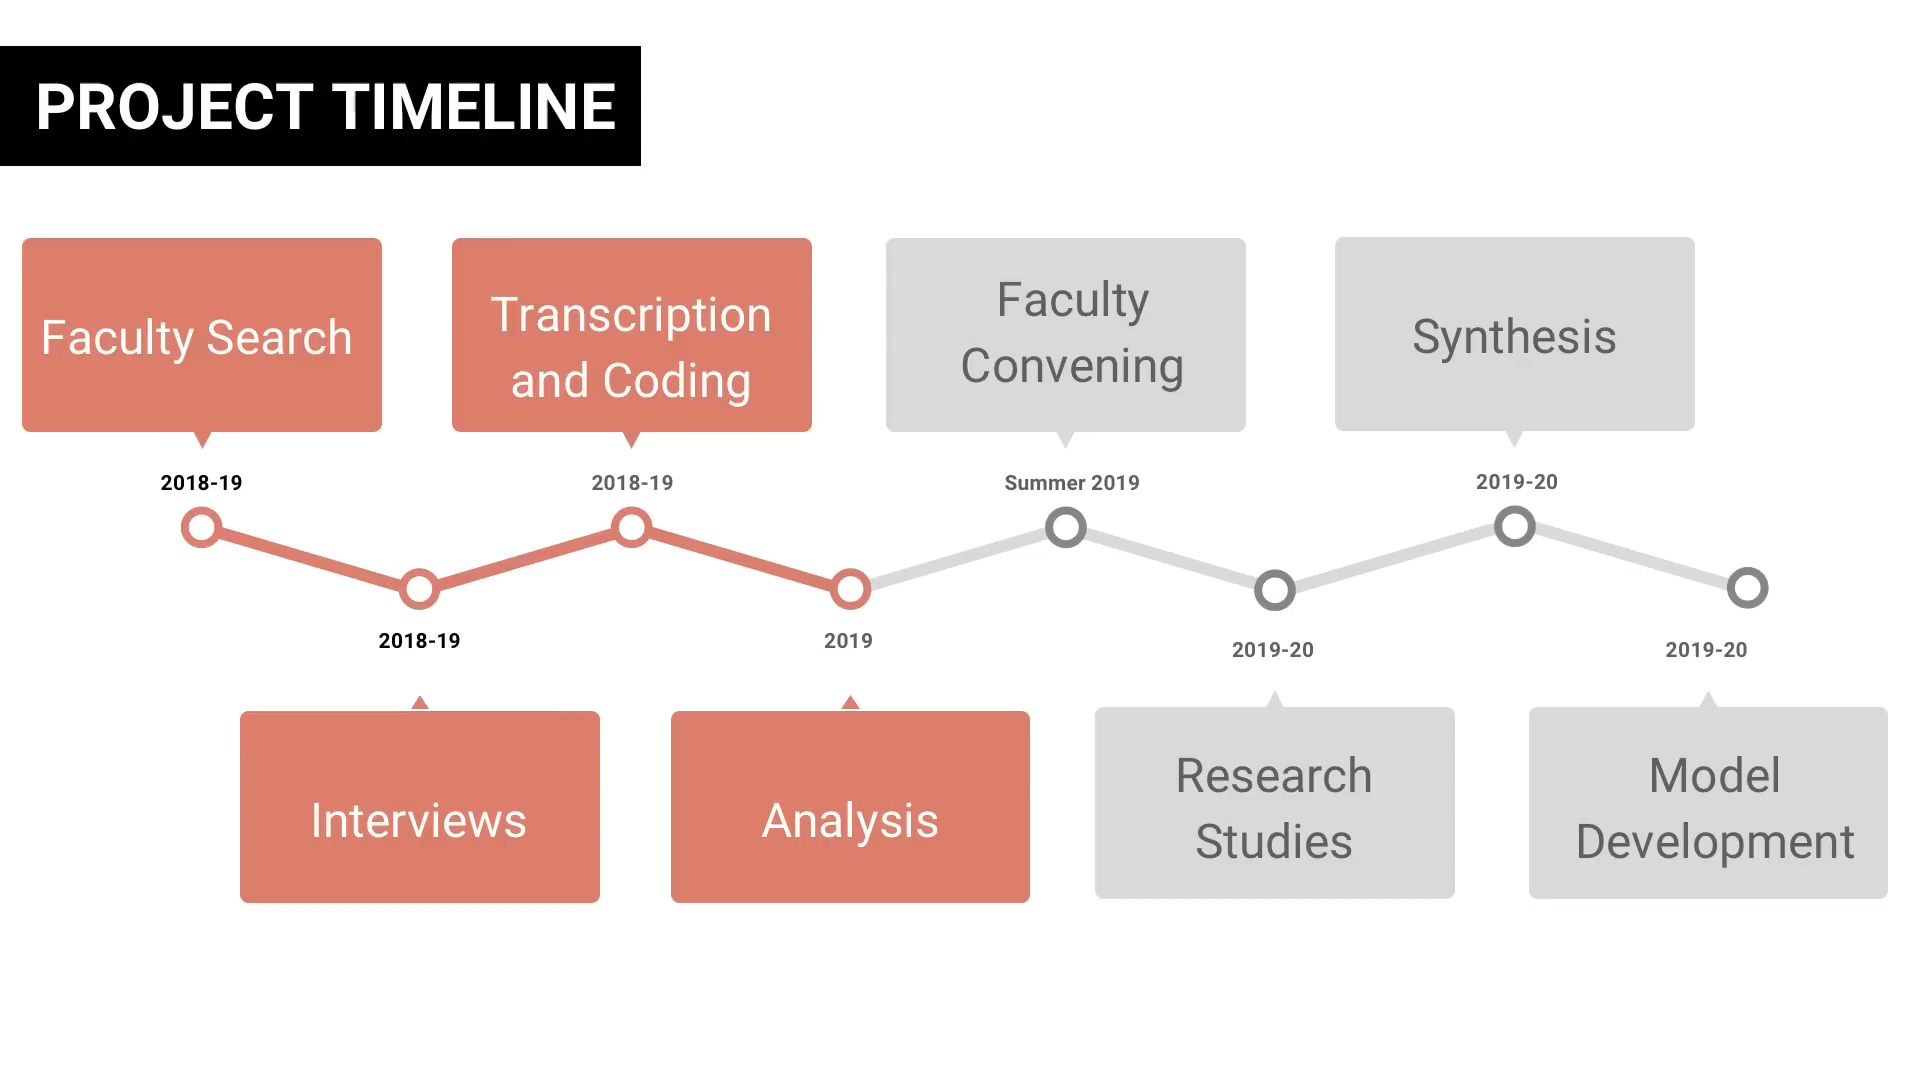 PROJECT TIMELINE
Faculty Search
Transcription
and Coding
Faculty
Convening
Synthesis
2018-19
2018-19
Summer 2019
2019-20
2018-19
2019
2019-20
2019-20
Interviews
Analysis
Research
Studies
Model
Development